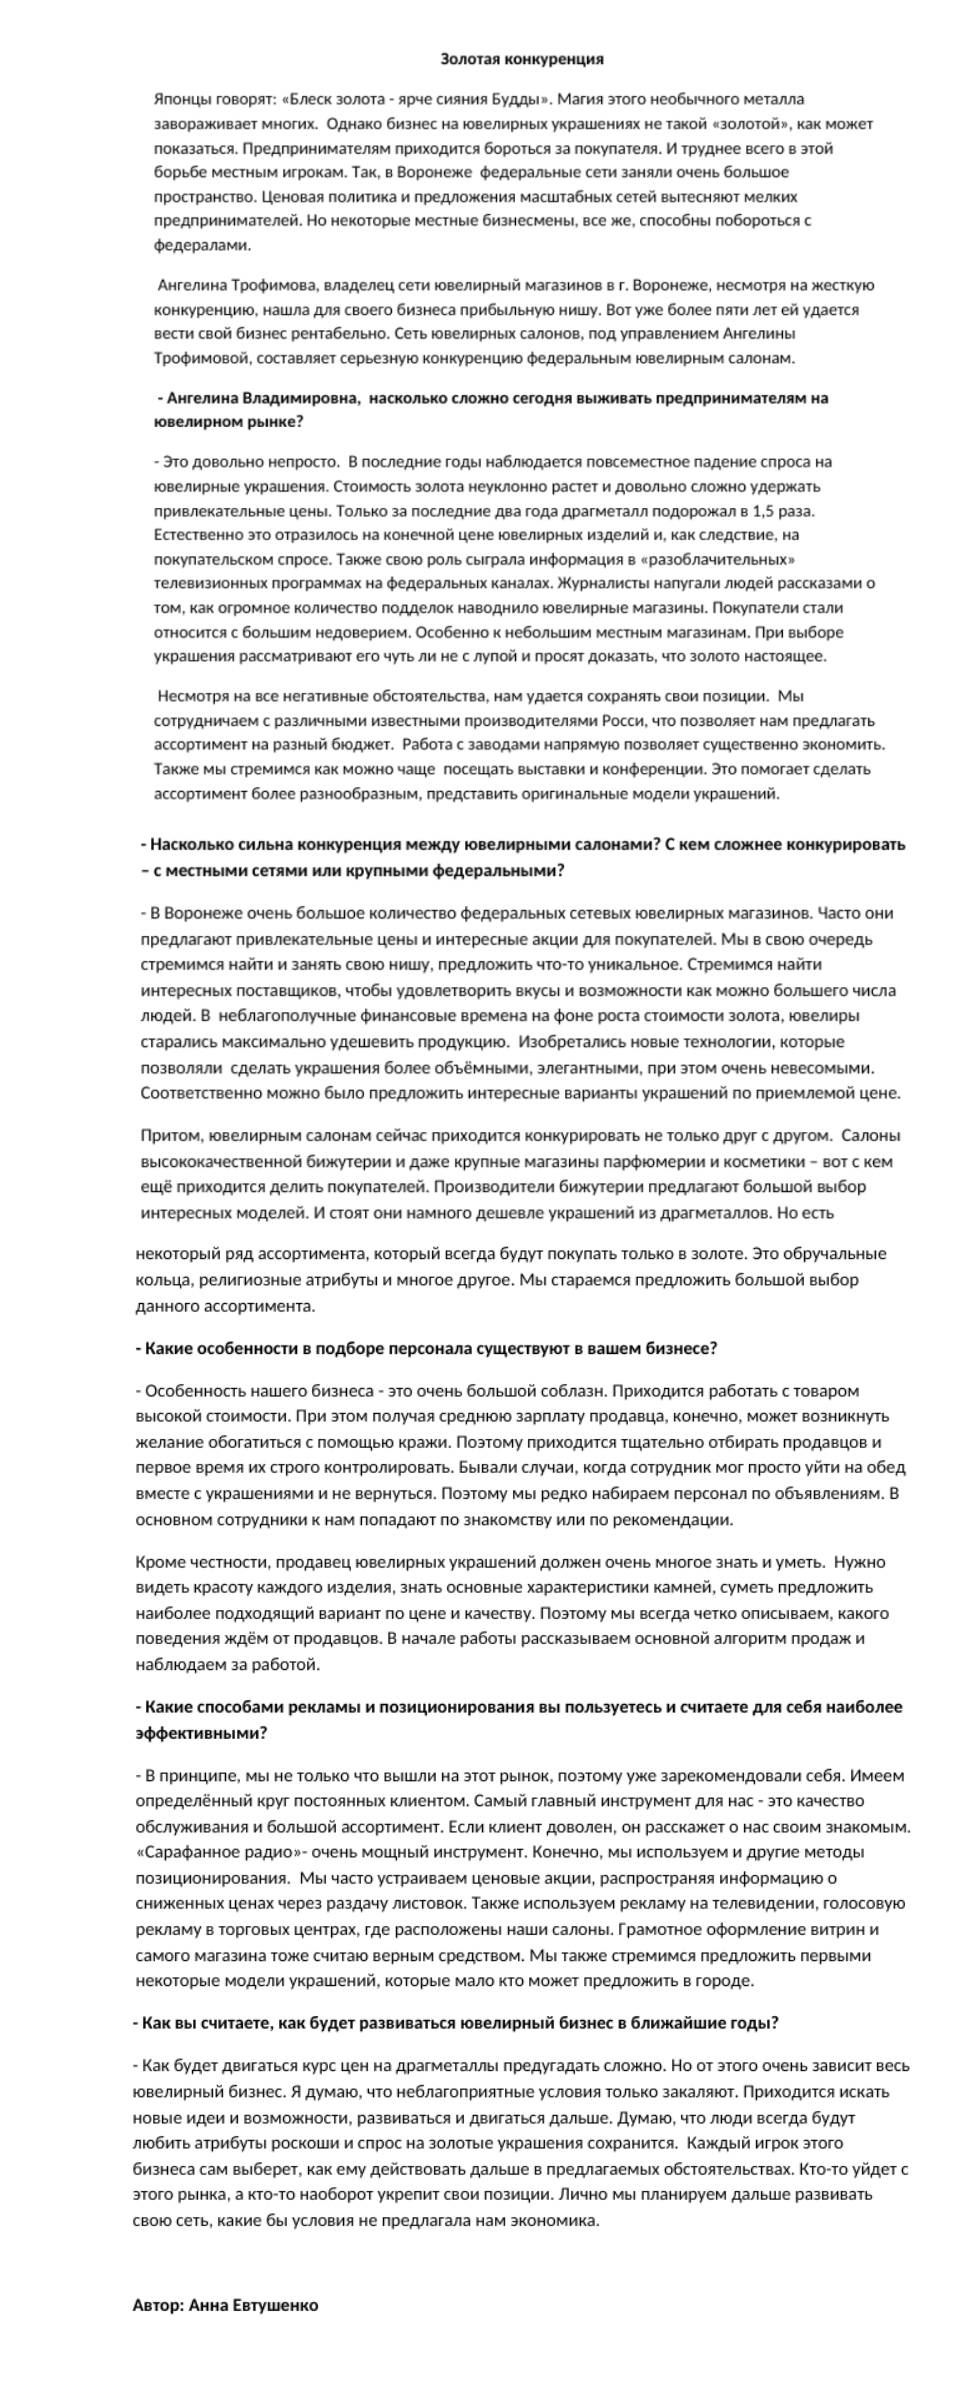 Золотая конкуренция
Японцы говорят: «Блеск золота - ярче сияния Будды». Магия этого необычного металла
завораживает многих.  Однако бизнес на ювелирных украшениях не такой «золотой», как может
показаться. Предпринимателям приходится бороться за покупателя. И труднее всего в этой
борьбе местным игрокам. Так, в Воронеже  федеральные сети заняли очень большое
пространство. Ценовая политика и предложения масштабных сетей вытесняют мелких
предпринимателей. Но некоторые местные бизнесмены, все же, способны побороться с
федералами.
Ангелина Трофимова, владелец сети ювелирный магазинов в г. Воронеже, несмотря на жесткую
конкуренцию, нашла для своего бизнеса прибыльную нишу. Вот уже более пяти лет ей удается
вести свой бизнес рентабельно. Сеть ювелирных салонов, под управлением Ангелины
Трофимовой, составляет серьезную конкуренцию федеральным ювелирным салонам.
- Ангелина Владимировна,  насколько сложно сегодня выживать предпринимателям на
ювелирном рынке?
- Это довольно непросто.  В последние годы наблюдается повсеместное падение спроса на
ювелирные украшения. Стоимость золота неуклонно растет и довольно сложно удержать
привлекательные цены. Только за последние два года драгметалл подорожал в 1,5 раза.
Естественно это отразилось на конечной цене ювелирных изделий и, как следствие, на
покупательском спросе. Также свою роль сыграла информация в «разоблачительных»
телевизионных программах на федеральных каналах. Журналисты напугали людей рассказами о
том, как огромное количество подделок наводнило ювелирные магазины. Покупатели стали
относится с большим недоверием. Особенно к небольшим местным магазинам. При выборе
украшения рассматривают его чуть ли не с лупой и просят доказать, что золото настоящее.
Несмотря на все негативные обстоятельства, нам удается сохранять свои позиции.  Мы
сотрудничаем с различными известными производителями Росси, что позволяет нам предлагать
ассортимент на разный бюджет.  Работа с заводами напрямую позволяет существенно экономить.
Также мы стремимся как можно чаще  посещать выставки и конференции. Это помогает сделать
ассортимент более разнообразным, представить оригинальные модели украшений.
- Насколько сильна конкуренция между ювелирными салонами? С кем сложнее конкурировать
– с местными сетями или крупными федеральными?
- В Воронеже очень большое количество федеральных сетевых ювелирных магазинов. Часто они
предлагают привлекательные цены и интересные акции для покупателей. Мы в свою очередь
стремимся найти и занять свою нишу, предложить что-то уникальное. Стремимся найти
интересных поставщиков, чтобы удовлетворить вкусы и возможности как можно большего числа
людей. В  неблагополучные финансовые времена на фоне роста стоимости золота, ювелиры
старались максимально удешевить продукцию.  Изобретались новые технологии, которые
позволяли  сделать украшения более объёмными, элегантными, при этом очень невесомыми.
Соответственно можно было предложить интересные варианты украшений по приемлемой цене.
Притом, ювелирным салонам сейчас приходится конкурировать не только друг с другом.  Салоны
высококачественной бижутерии и даже крупные магазины парфюмерии и косметики – вот с кем
ещё приходится делить покупателей. Производители бижутерии предлагают большой выбор
интересных моделей. И стоят они намного дешевле украшений из драгметаллов. Но есть
некоторый ряд ассортимента, который всегда будут покупать только в золоте. Это обручальные
кольца, религиозные атрибуты и многое другое. Мы стараемся предложить большой выбор
данного ассортимента.
- Какие особенности в подборе персонала существуют в вашем бизнесе?
- Особенность нашего бизнеса - это очень большой соблазн. Приходится работать с товаром
высокой стоимости. При этом получая среднюю зарплату продавца, конечно, может возникнуть
желание обогатиться с помощью кражи. Поэтому приходится тщательно отбирать продавцов и
первое время их строго контролировать. Бывали случаи, когда сотрудник мог просто уйти на обед
вместе с украшениями и не вернуться. Поэтому мы редко набираем персонал по объявлениям. В
основном сотрудники к нам попадают по знакомству или по рекомендации.
Кроме честности, продавец ювелирных украшений должен очень многое знать и уметь.  Нужно
видеть красоту каждого изделия, знать основные характеристики камней, суметь предложить
наиболее подходящий вариант по цене и качеству. Поэтому мы всегда четко описываем, какого
поведения ждём от продавцов. В начале работы рассказываем основной алгоритм продаж и
наблюдаем за работой.
- Какие способами рекламы и позиционирования вы пользуетесь и считаете для себя наиболее
эффективными?
- В принципе, мы не только что вышли на этот рынок, поэтому уже зарекомендовали себя. Имеем
определённый круг постоянных клиентом. Самый главный инструмент для нас - это качество
обслуживания и большой ассортимент. Если клиент доволен, он расскажет о нас своим знакомым.
«Сарафанное радио»- очень мощный инструмент. Конечно, мы используем и другие методы
позиционирования.  Мы часто устраиваем ценовые акции, распространяя информацию о
сниженных ценах через раздачу листовок. Также используем рекламу на телевидении, голосовую
рекламу в торговых центрах, где расположены наши салоны. Грамотное оформление витрин и
самого магазина тоже считаю верным средством. Мы также стремимся предложить первыми
некоторые модели украшений, которые мало кто может предложить в городе.
- Как вы считаете, как будет развиваться ювелирный бизнес в ближайшие годы?
- Как будет двигаться курс цен на драгметаллы предугадать сложно. Но от этого очень зависит весь
ювелирный бизнес. Я думаю, что неблагоприятные условия только закаляют. Приходится искать
новые идеи и возможности, развиваться и двигаться дальше. Думаю, что люди всегда будут
любить атрибуты роскоши и спрос на золотые украшения сохранится.  Каждый игрок этого
бизнеса сам выберет, как ему действовать дальше в предлагаемых обстоятельствах. Кто-то уйдет с
этого рынка, а кто-то наоборот укрепит свои позиции. Лично мы планируем дальше развивать
свою сеть, какие бы условия не предлагала нам экономика.
Автор: Анна Евтушенко